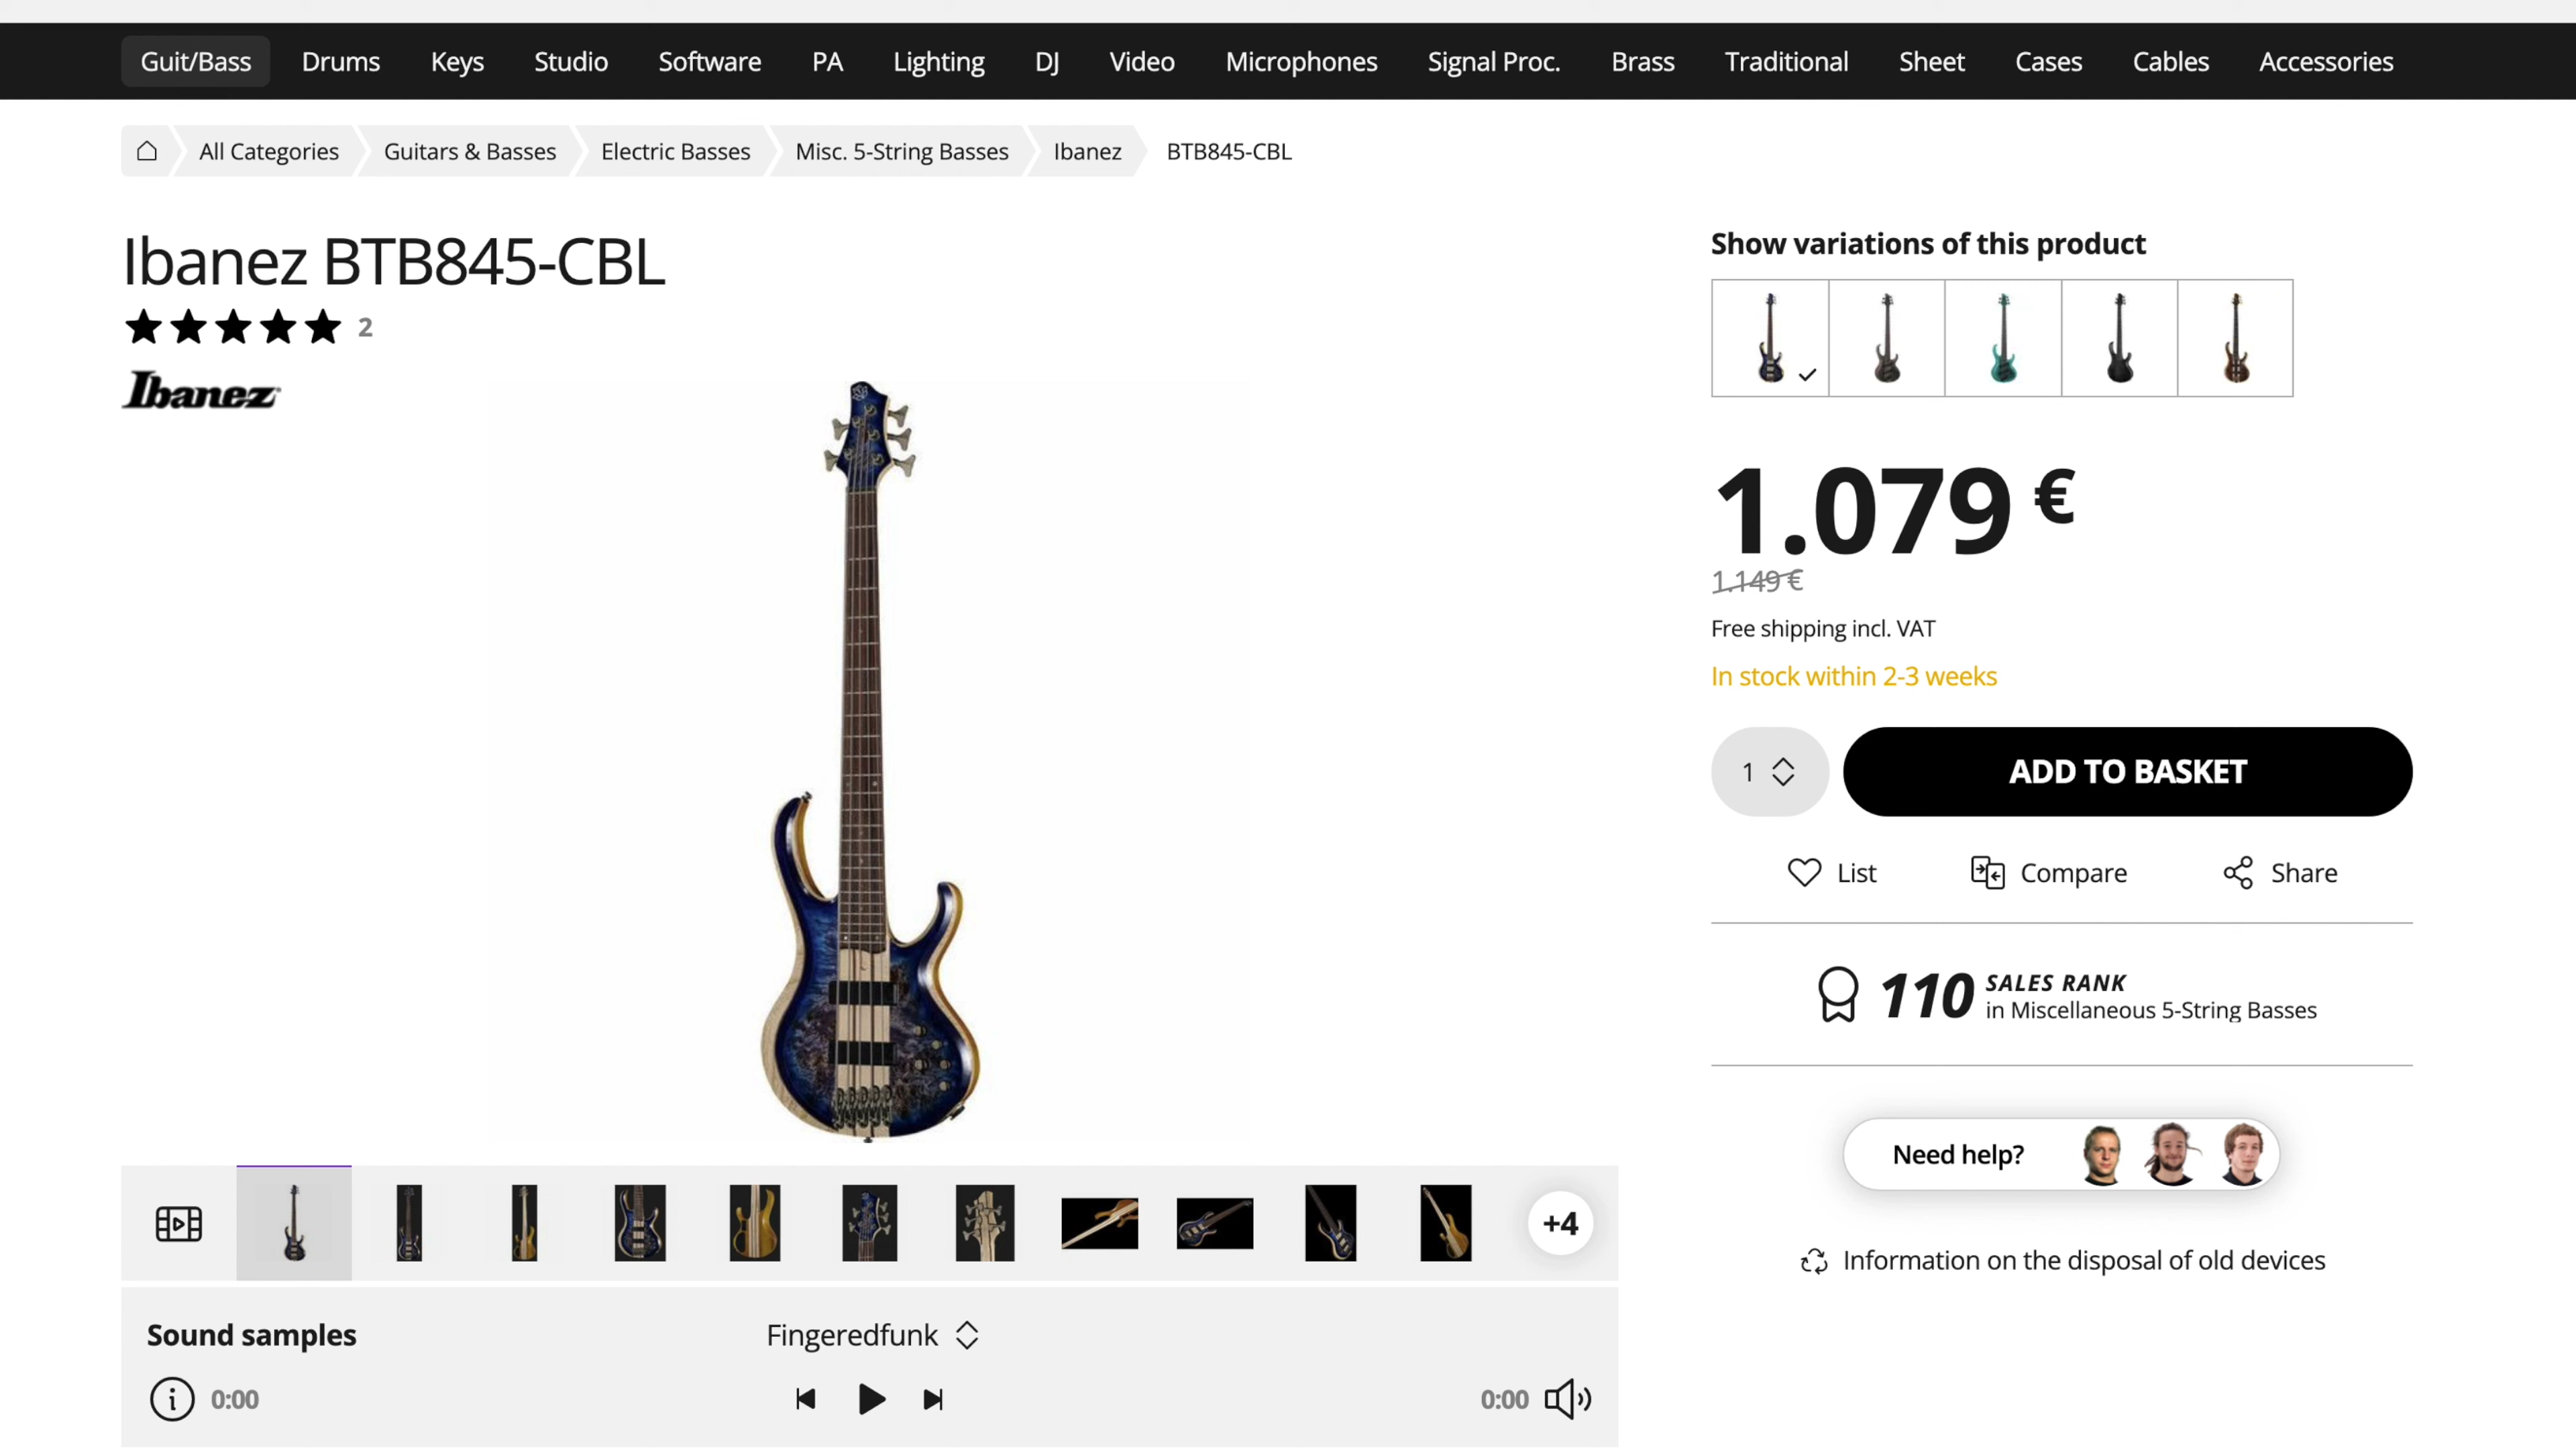 Guit/Bass Drums Keys Studio Software PA Lighting DJ Video Microphones Signal Proc. Brass Traditional Sheet Cases Cables Accessories
All Categories Guitars & Basses Electric Basses Misc. 5-String Basses Ibanez BTB845-CBL
Ibanez BTB845-CBL
2
Ibanez
Show variations of this product
1.079 €
1.149 €
Free shipping incl. VAT
In stock within 2-3 weeks
1 ADD TO BASKET
List Compare Share
110 SALES RANK
in Miscellaneous 5-String Basses
Need help?
Information on the disposal of old devices
+4
Sound samples Fingeredfunk
0:00 0:00